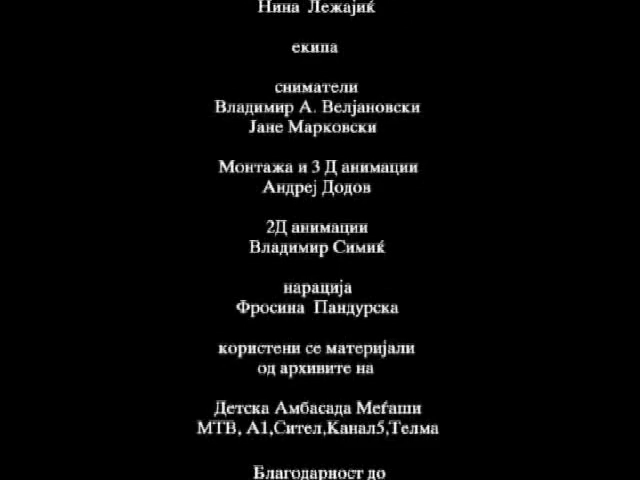 Нина Лежајиќ
екипа
сниматели
Владимир А. Велјановски
Јане Марковски
Монтажа и 3 Д анимации
Андреј Додов
2Д анимации
Владимир Симиќ
нарација
Фросина Пандурска
користени се материјали
од архивите на
Детска Амбасада Меѓаши
МТВ, А1,Сител,Канал5,Телма
Благодарност до